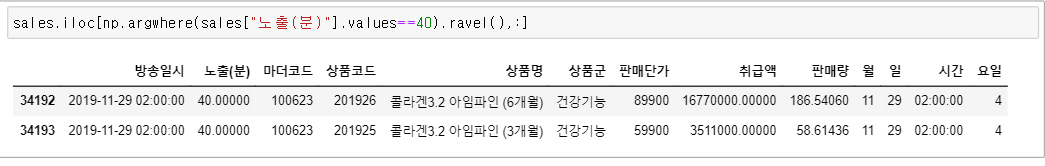 sales.iloc[np.argwhere(sales["노출(분)"].values==40).ravel(),:]
방송일시 노출(분) 마더코드 상품코드 상품명 상품군 판매단가 취급액 판매량 월 일 시간 요일
34192 2019-11-29 02:00:00 40.00000 100623 201926 콜라겐3.2 아임파인 (6개월) 건강기능 89900 16770000.00000 186.54060 11 29 02:00:00 4
34193 2019-11-29 02:00:00 40.00000 100623 201925 콜라겐3.2 아임파인 (3개월) 건강기능 59900 3511000.00000 58.61436 11 29 02:00:00 4